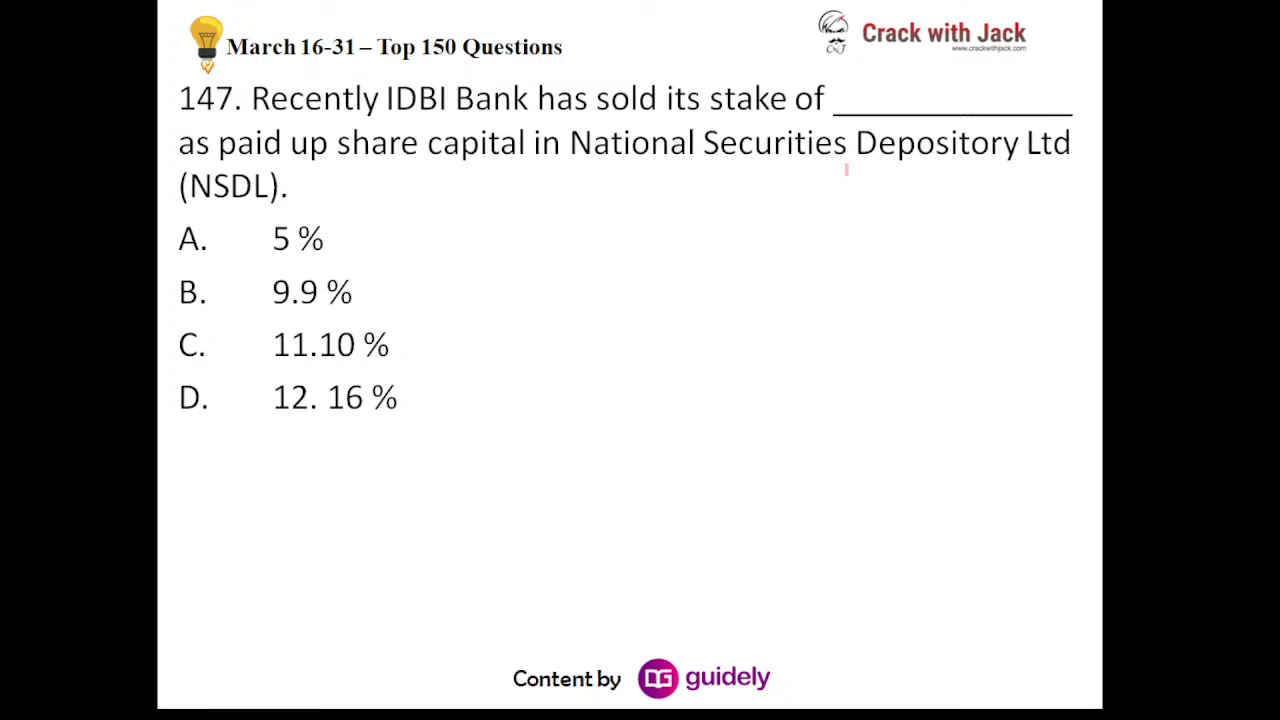 March 16-31 – Top 150 Questions
Crack with Jack
www.crackwithjack.com
CwJ
147. Recently IDBI Bank has sold its stake of _______________
as paid up share capital in National Securities Depository Ltd
(NSDL).
A. 5 %
B. 9.9 %
C. 11.10 %
D. 12. 16 %
Content by guidely